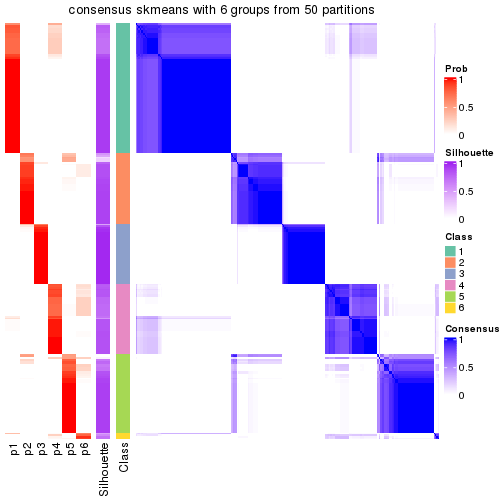 consensus skmeans with 6 groups from 50 partitions
Prob
1
0.5
0
Silhouette
1
0.5
0
Class
1
2
3
4
5
6
Consensus
1
0.5
0
p1
p2
p3
p4
p5
p6
Silhouette
Class